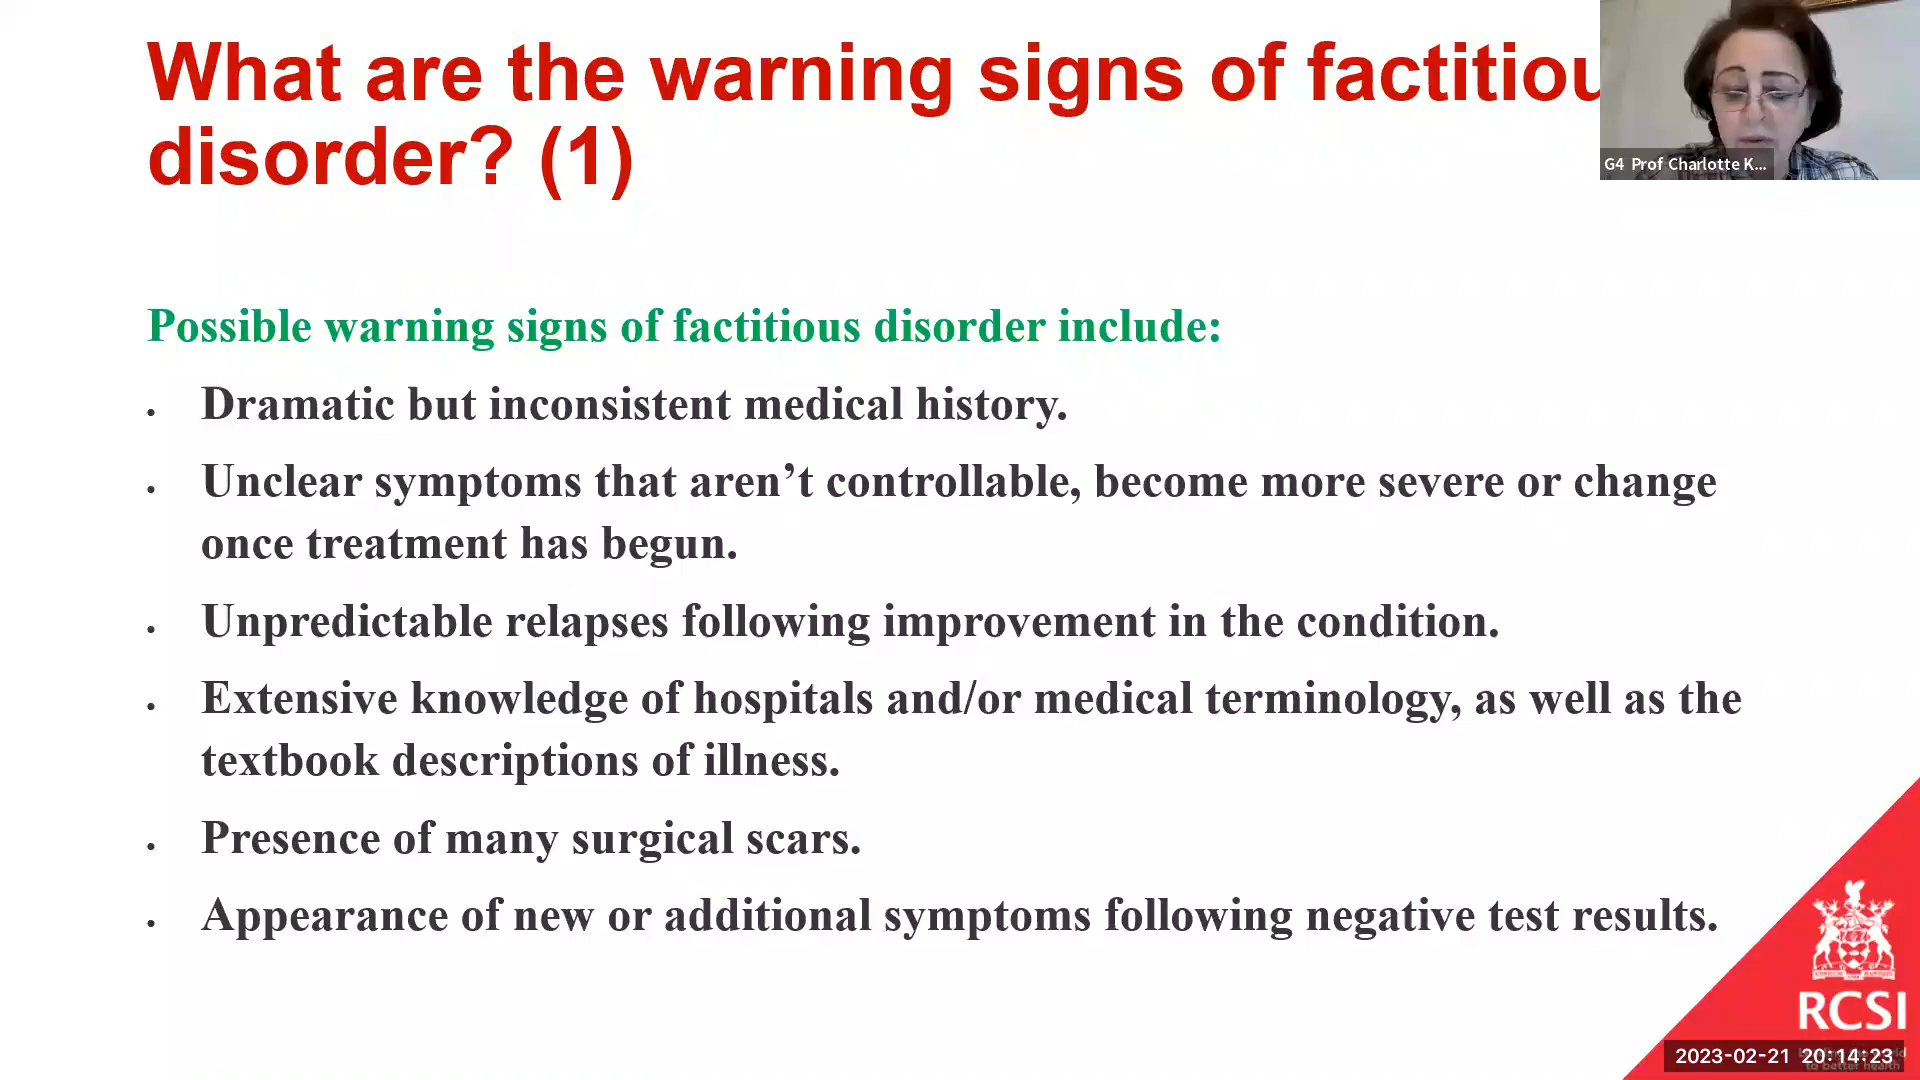 What are the warning signs of factitiou
disorder? (1)
G4 Prof Charlotte K...
Possible warning signs of factitious disorder include:
• Dramatic but inconsistent medical history.
• Unclear symptoms that aren’t controllable, become more severe or change
once treatment has begun.
• Unpredictable relapses following improvement in the condition.
• Extensive knowledge of hospitals and/or medical terminology, as well as the
textbook descriptions of illness.
• Presence of many surgical scars.
• Appearance of new or additional symptoms following negative test results.
RCSI
2023-02-21 20:14:23
to better health